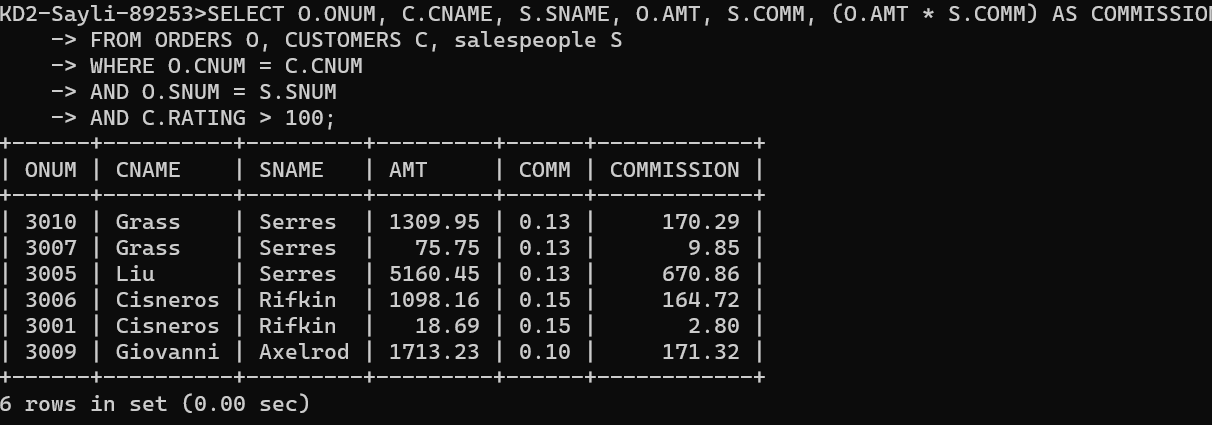 KD2-Sayli-89253>SELECT O.ONUM, C.CNAME, S.SNAME, O.AMT, S.COMM, (O.AMT * S.COMM) AS COMMISSION
    -> FROM ORDERS O, CUSTOMERS C, salespeople S
    -> WHERE O.CNUM = C.CNUM
    -> AND O.SNUM = S.SNUM
    -> AND C.RATING > 100;
+------+----------+---------+---------+------+------------+
| ONUM | CNAME    | SNAME   | AMT     | COMM | COMMISSION |
+------+----------+---------+---------+------+------------+
| 3010 | Grass    | Serres  | 1309.95 | 0.13 |     170.29 |
| 3007 | Grass    | Serres  |   75.75 | 0.13 |       9.85 |
| 3005 | Liu      | Serres  | 5160.45 | 0.13 |     670.86 |
| 3006 | Cisneros | Rifkin  | 1098.16 | 0.15 |     164.72 |
| 3001 | Cisneros | Rifkin  |   18.69 | 0.15 |       2.80 |
| 3009 | Giovanni | Axelrod | 1713.23 | 0.10 |     171.32 |
+------+----------+---------+---------+------+------------+
6 rows in set (0.00 sec)